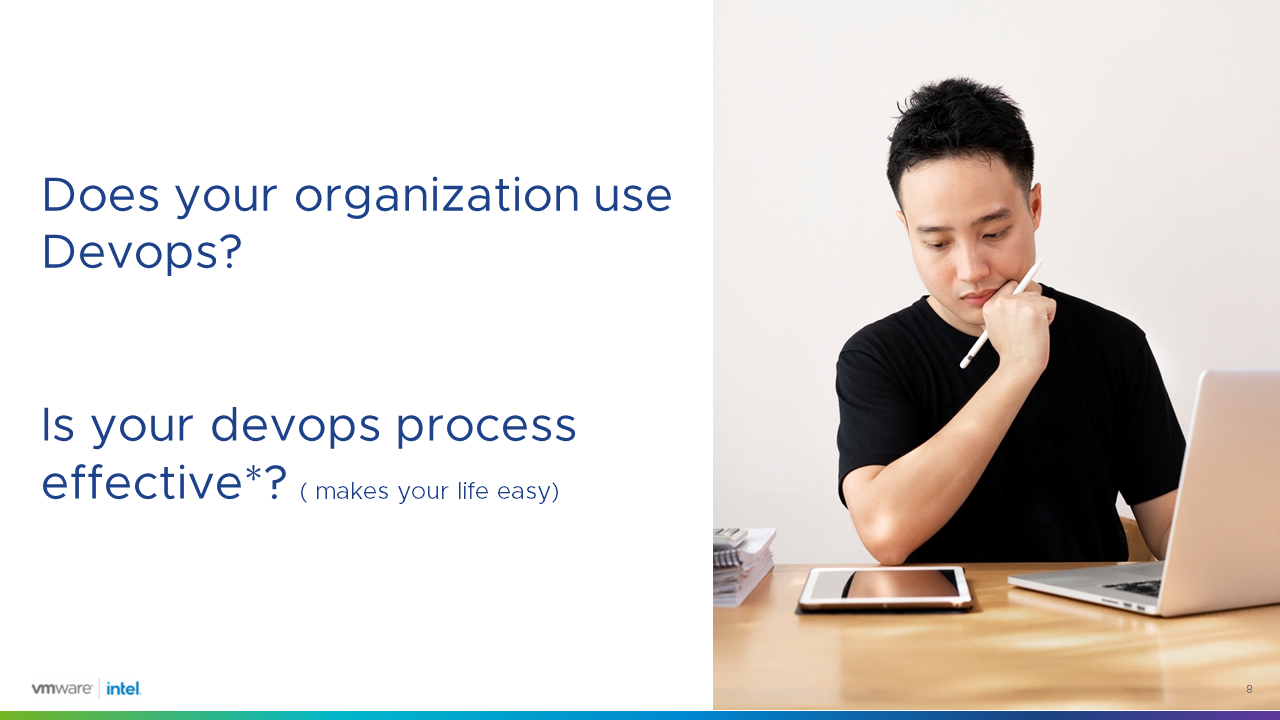 Does your organization use
Devops?
Is your devops process
effective*? ( makes your life easy)
vmware | intel.
8